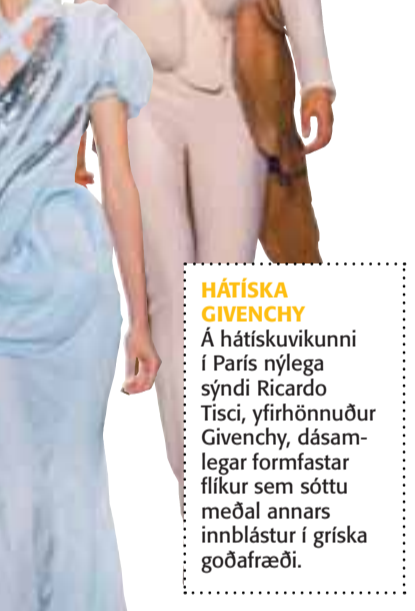 HÁTÍSKA
GIVENCHY
Á hátískuvikunni
í París nýlega
sýndi Ricardo
Tisci, yfirhönnuður
Givenchy, dásam-
legar formfastar
flíkur sem sóttu
meðal annars
innblástur í gríska
goðafræði.